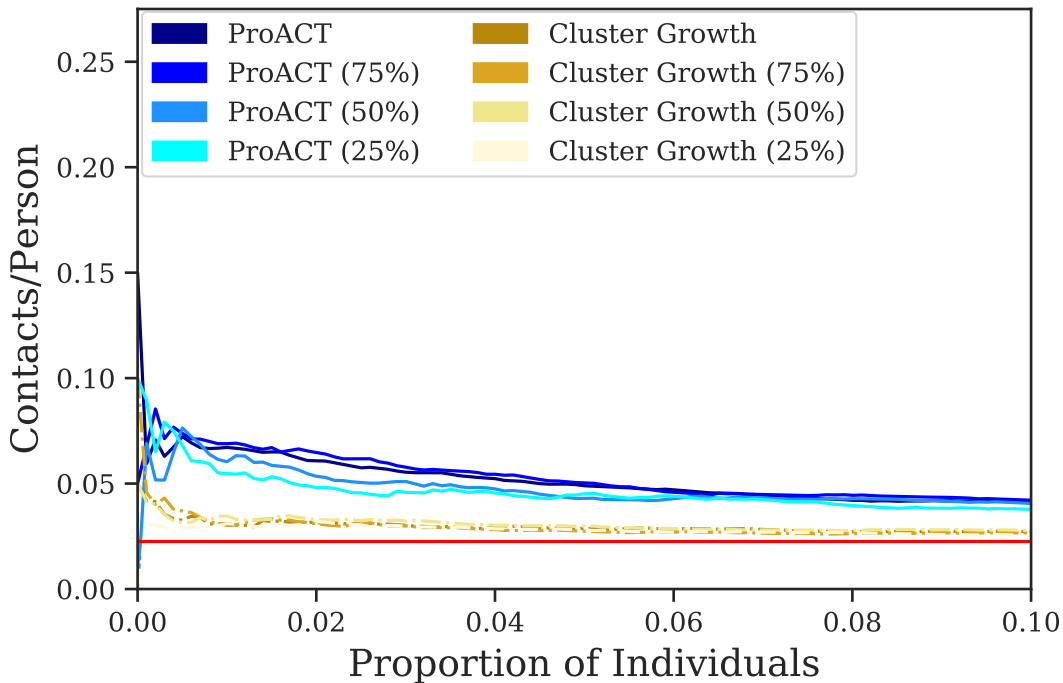 ProACT
ProACT (75%)
ProACT (50%)
ProACT (25%)
Cluster Growth
Cluster Growth (75%)
Cluster Growth (50%)
Cluster Growth (25%)
Contacts/Person
0.25
0.20
0.15
0.10
0.05
0.00
0.00 0.02 0.04 0.06 0.08 0.10
Proportion of Individuals